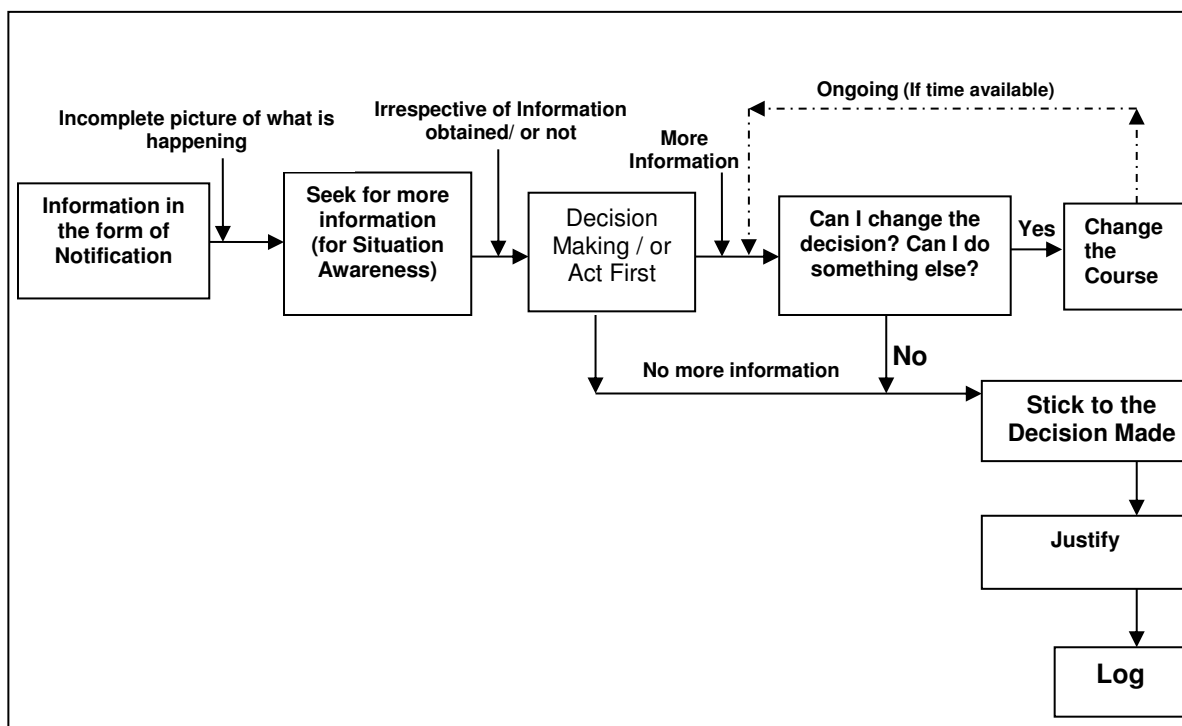 Ongoing (If time available)
Incomplete picture of what is
happening
Irrespective of Information
obtained/ or not
More
Information
Information in
the form of
Notification
Seek for more
information
(for Situation
Awareness)
Decision
Making / or
Act First
Can I change the
decision? Can I do
something else?
Yes
Change
the
Course
No more information
No
Stick to the
Decision Made
Justify
Log